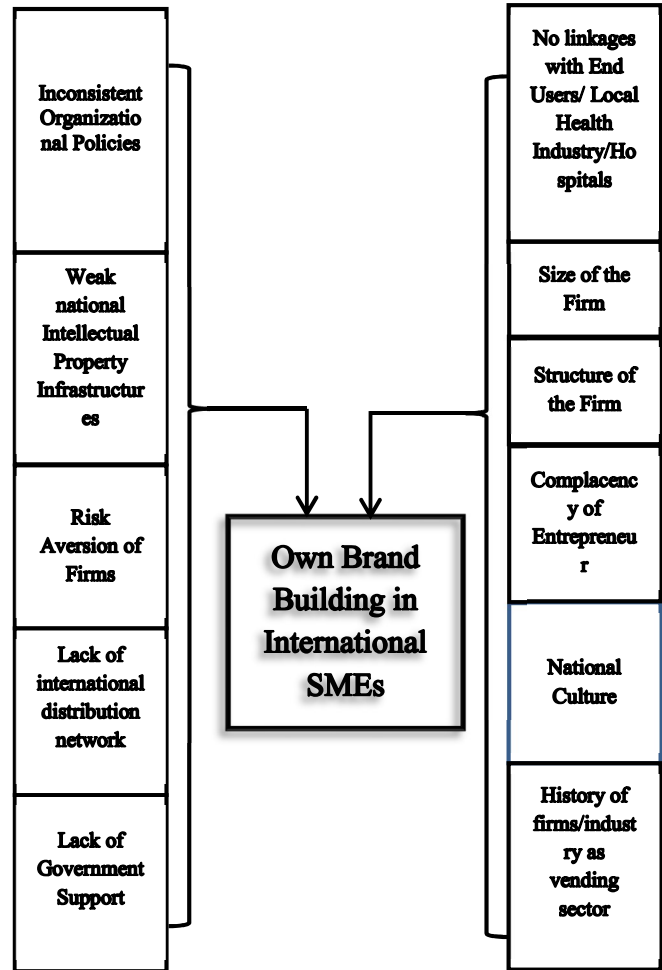 Inconsistent
Organizatio
nal Policies
Weak
national
Intellectual
Property
Infrastructur
es
Risk
Aversion of
Firms
Lack of
international
distribution
network
Lack of
Government
Support
Own Brand
Building in
International
SMEs
No linkages
with End
Users/ Local
Health
Industry/Ho
spitals
Size of the
Firm
Structure of
the Firm
Complacenc
y of
Entrepreneu
r
National
Culture
History of
firms/indust
ry as
vending
sector